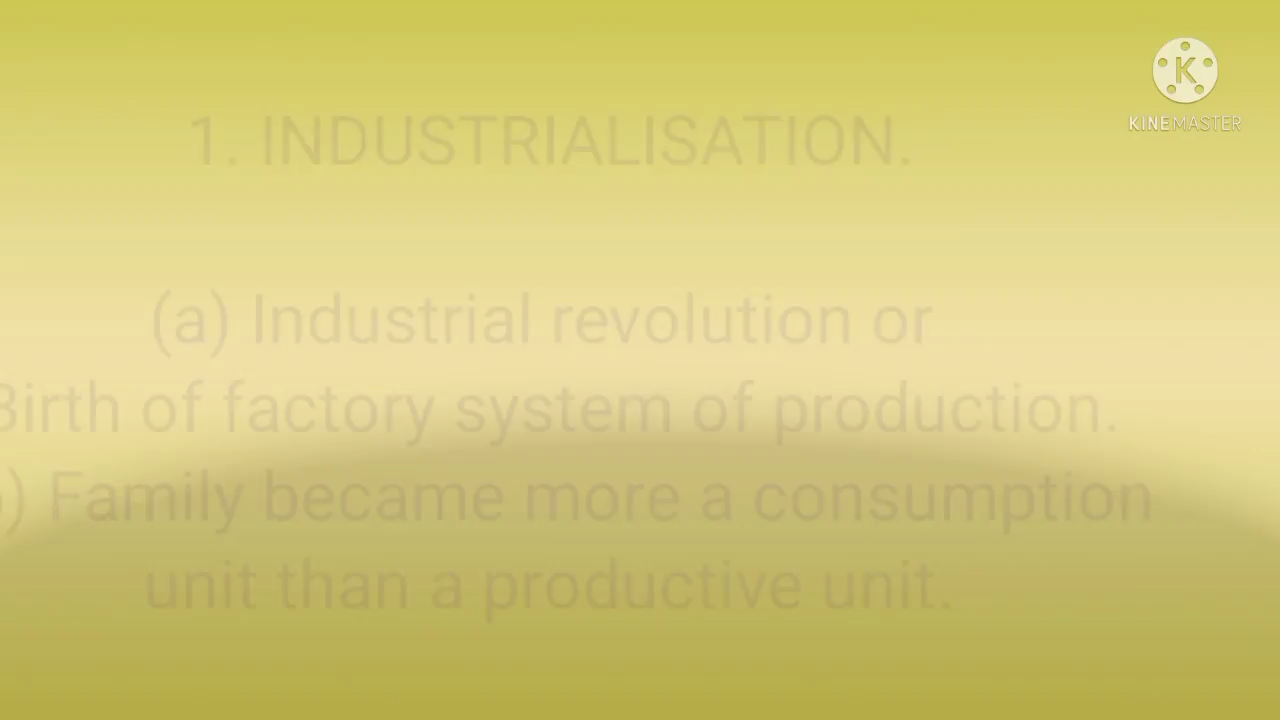 1. INDUSTRIALISATION.
(a) Industrial revolution or
Birth of factory system of production.
) Family became more a consumption
unit than a productive unit.
K
KINEMASTER